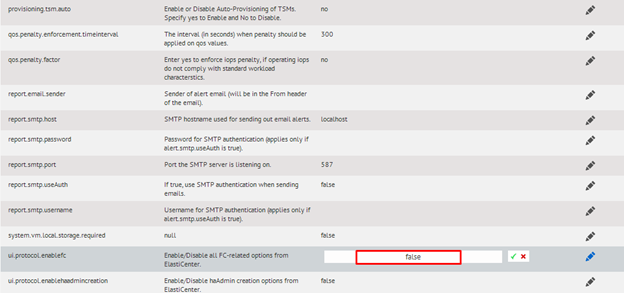 provisioning.tsm.auto Enable or Disable Auto-Provisioning of TSMs. no
Specify yes to Enable and No to Disable.
qos.penalty.enforcement.timeinterval The interval (in seconds) when penalty should be 300
applied on qos values.
qos.penalty.factor Enter yes to enforce iops penalty, if operating iops no
do not comply with standard workload
characterstics.
report.email.sender Sender of alert email (will be in the From header
of the email).
report.smtp.host SMTP hostname used for sending out email alerts. localhost
report.smtp.password Password for SMTP authentication (applies only if
alert.smtp.useAuth is true).
report.smtp.port Port the SMTP server is listening on. 587
report.smtp.useAuth If true, use SMTP authentication when sending false
emails.
report.smtp.username Username for SMTP authentication (applies only if
alert.smtp.useAuth is true).
system.vm.local.storage.required null false
ui.protocol.enablefc Enable/Disable all FC-related options from false
ElastiCenter.
ui.protocol.enablehaadmincreation Enable/Disable haAdmin creation options from false
ElastiCenter.